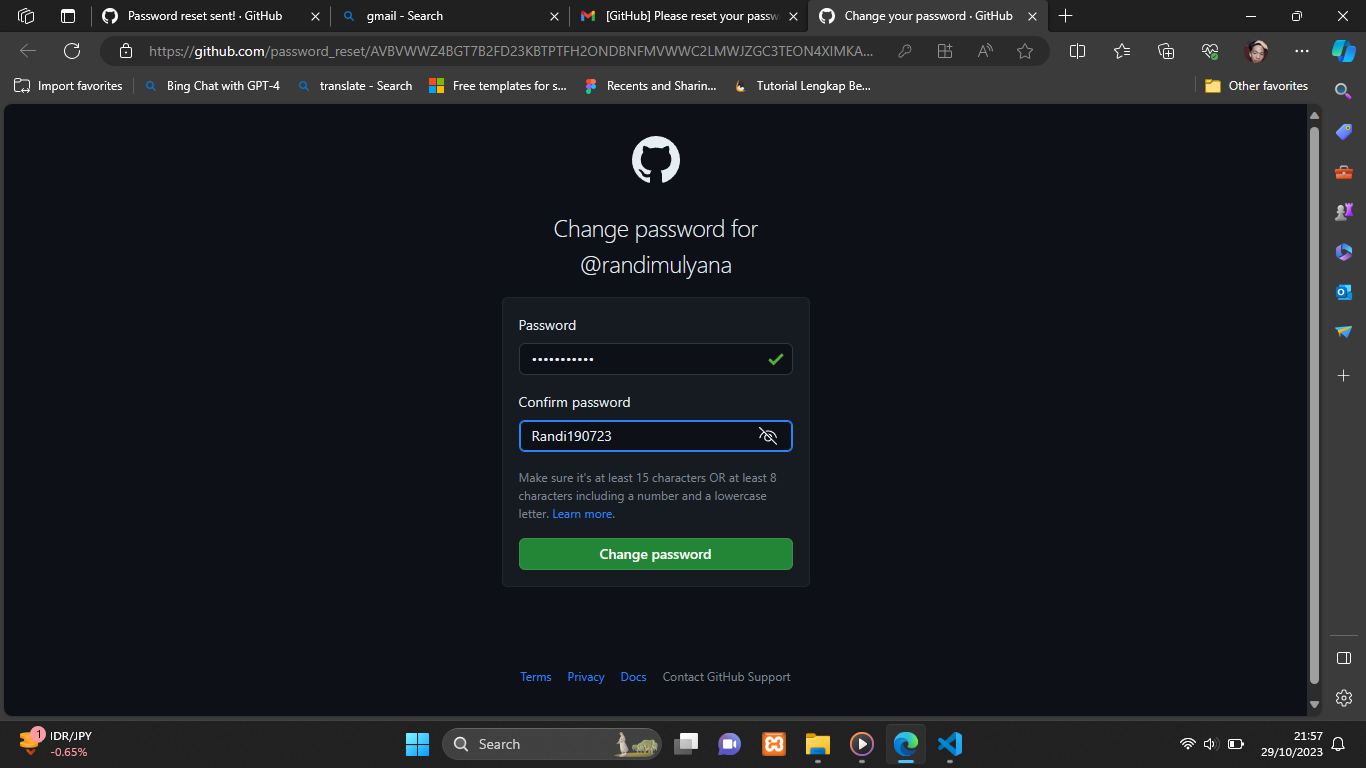 Password reset sent! · GitHub
gmail - Search
[GitHub] Please reset your passw
Change your password · GitHub
https://github.com/password_reset/AVBVWWZ4BGT7B2FD23KBTPTFH2ONDBNFMVWWC2LMWJZGC3TEON4XIMKA...
Import favorites
Bing Chat with GPT-4
translate - Search
Free templates for s...
Recents and Sharin...
Tutorial Lengkap Be...
Other favorites
Change password for
@randimulyana
Password
•••••••••••
Confirm password
Randi190723
Make sure it's at least 15 characters OR at least 8
characters including a number and a lowercase
letter. Learn more.
Change password
Terms Privacy Docs Contact GitHub Support
1
IDR/JPY
-0.65%
Search
21:57
29/10/2023